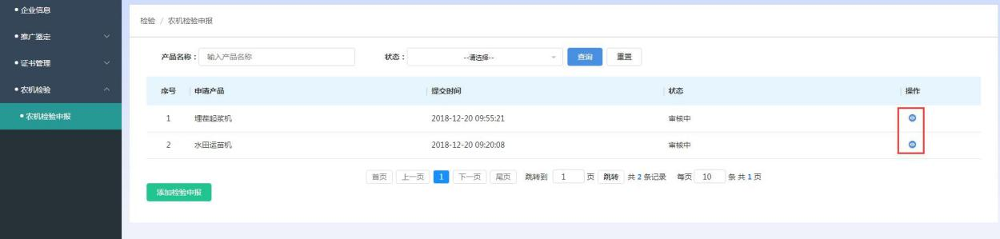 企业信息
推广鉴定
证书管理
农机检验
农机检验申报
检验 / 农机检验申报
产品名称： 输入产品名称 状态： --请选择-- 查询 重置
序号 申请产品 提交时间 状态 操作
1 埋茬起浆机 2018-12-20 09:55:21 审核中
2 水田运苗机 2018-12-20 09:20:08 审核中
首页 上一页 1 下一页 尾页 跳转到 1 页 跳转 共 2 条记录 每页 10 条 共 1 页
添加检验申报